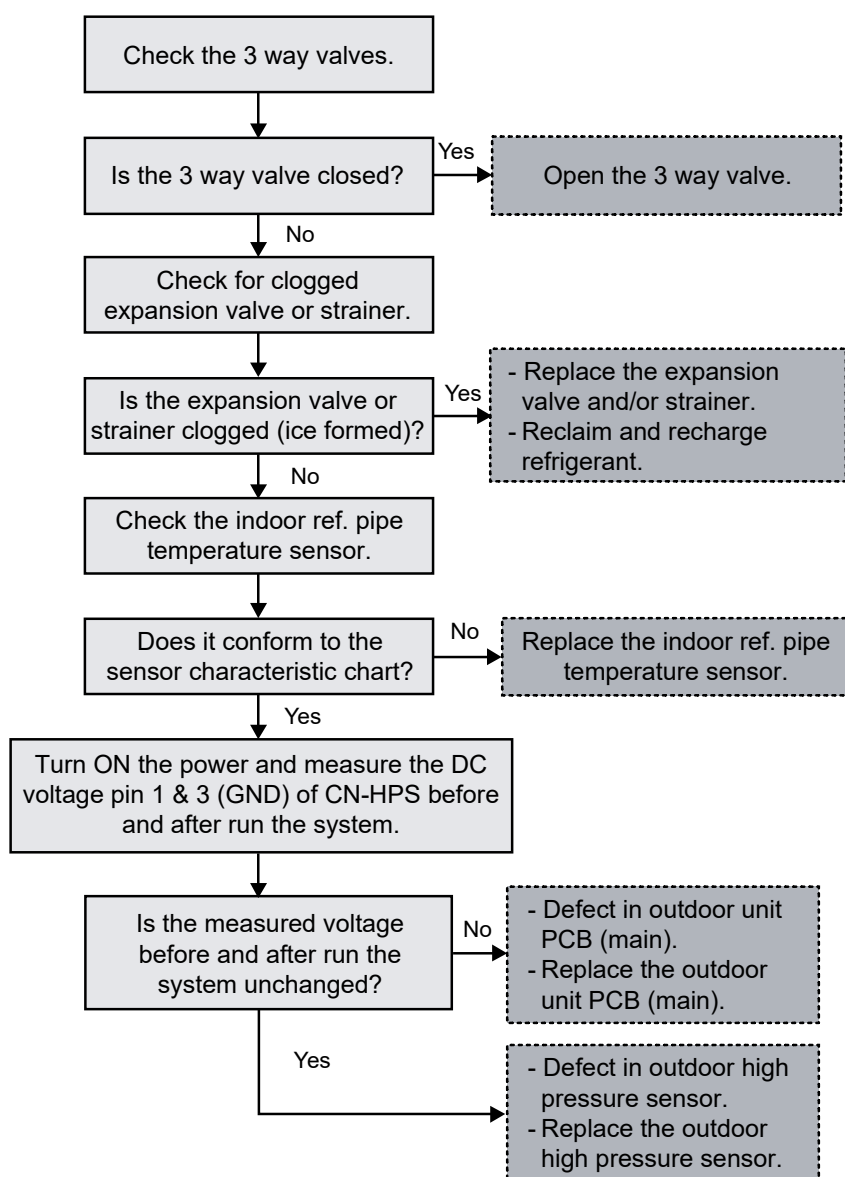 Check the 3 way valves.
Is the 3 way valve closed?
Yes
Open the 3 way valve.
No
Check for clogged
expansion valve or strainer.
Is the expansion valve or
strainer clogged (ice formed)?
Yes
- Replace the expansion
valve and/or strainer.
- Reclaim and recharge
refrigerant.
No
Check the indoor ref. pipe
temperature sensor.
Does it conform to the
sensor characteristic chart?
No
Replace the indoor ref. pipe
temperature sensor.
Yes
Turn ON the power and measure the DC
voltage pin 1 & 3 (GND) of CN-HPS before
and after run the system.
Is the measured voltage
before and after run the
system unchanged?
No
- Defect in outdoor unit
PCB (main).
- Replace the outdoor
unit PCB (main).
Yes
- Defect in outdoor high
pressure sensor.
- Replace the outdoor
high pressure sensor.